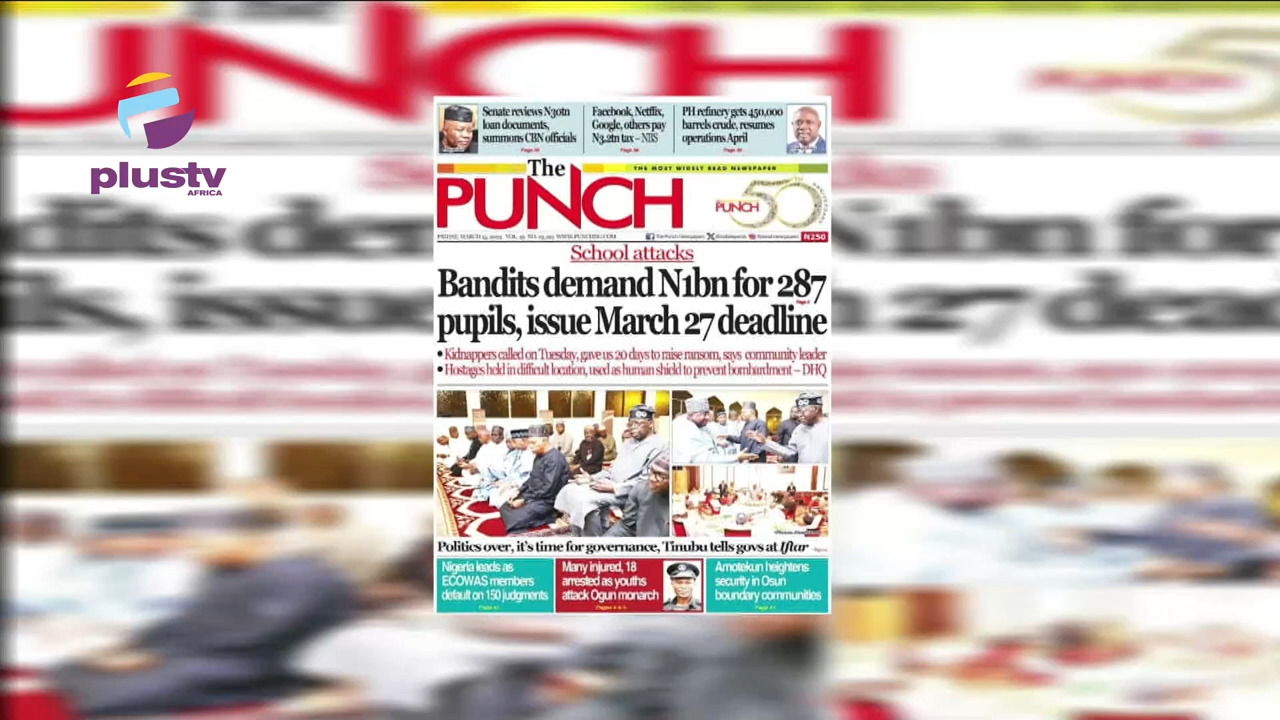 plustv
AFRICA
Senate reviews N30tn
loan documents,
summons CBN officials
Facebook, Netflix,
Google, others pay
N3.2tn tax – NBS
PH refinery gets 450,000
barrels crude, resumes
operations April
The
THE MOST WIDELY READ NEWSPAPER
PUNCH
PUNCH 50
WWW.PUNCHNG.COM
N250
School attacks
Bandits demand N1bn for 287
pupils, issue March 27 deadline
• Kidnappers called on Tuesday, gave us 20 days to raise ransom, says community leader
• Hostages held in difficult location, used as human shield to prevent bombardment – DHQ
Politics over, it's time for governance, Tinubu tells govs at Iftar
Nigeria leads as
ECOWAS members
default on 150 judgments
Many injured, 18
arrested as youths
attack Ogun monarch
Amotekun heightens
security in Osun
boundary communities